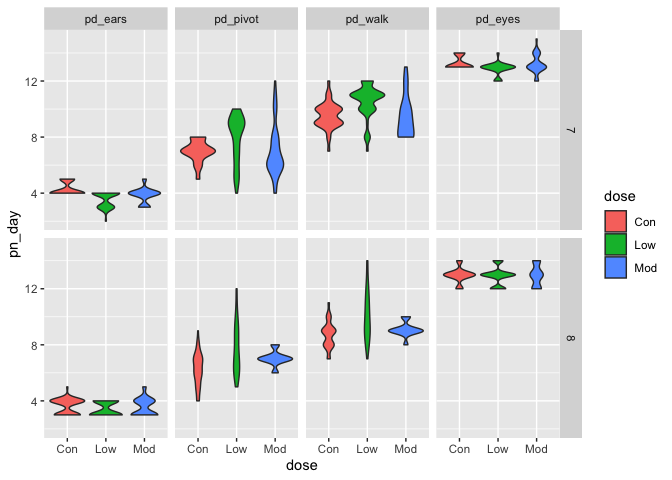 pd_ears pd_pivot pd_walk pd_eyes
12
8
4
7
12
8
4
8
pn_day
Con Low Mod Con Low Mod Con Low Mod Con Low Mod
dose
dose
Con
Low
Mod